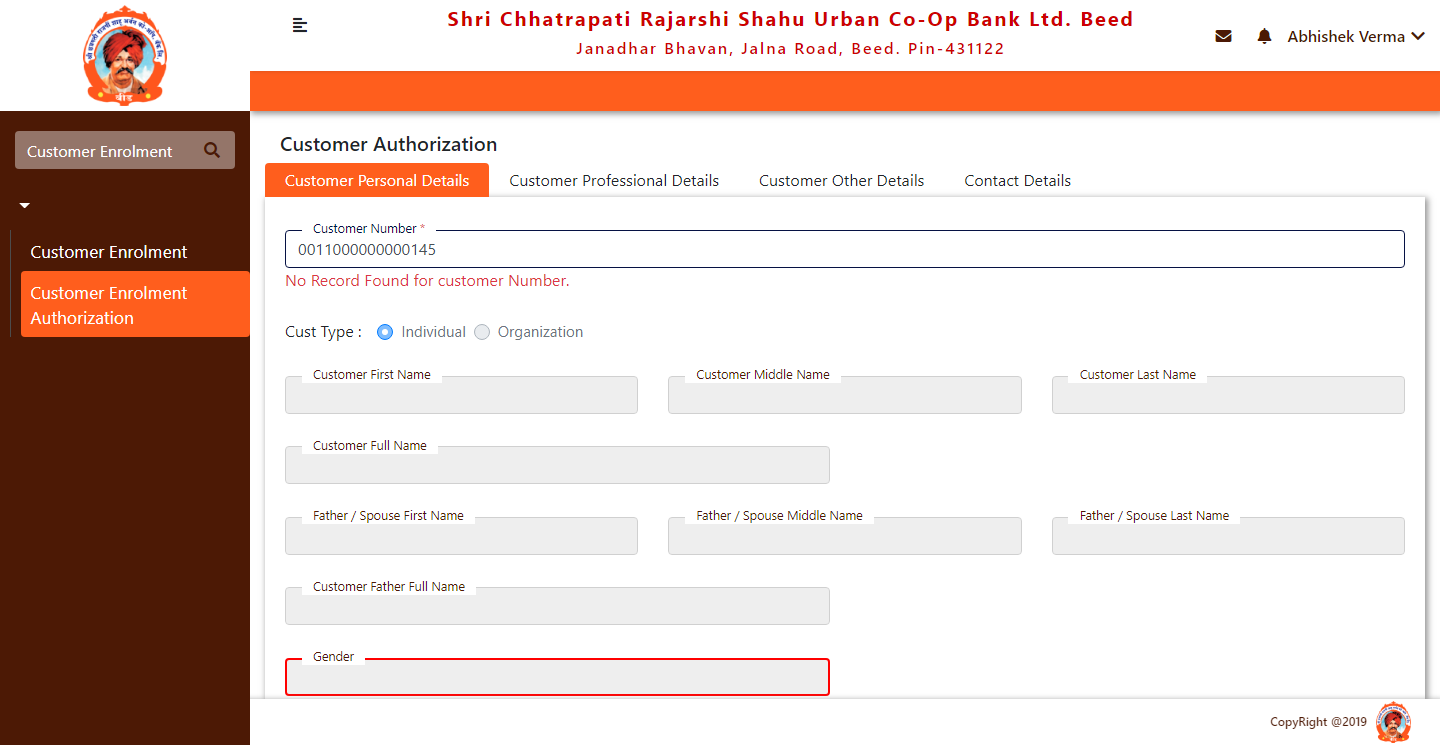 Shri Chhatrapati Rajarshi Shahu Urban Co-Op Bank Ltd. Beed
Janadhar Bhavan, Jalna Road, Beed. Pin-431122
Abhishek Verma
बीड
Customer Enrolment
Customer Enrolment
Customer Enrolment
Authorization
Customer Authorization
Customer Personal Details
Customer Professional Details
Customer Other Details
Contact Details
Customer Number *
0011000000000145
No Record Found for customer Number.
Cust Type : Individual Organization
Customer First Name
Customer Middle Name
Customer Last Name
Customer Full Name
Father / Spouse First Name
Father / Spouse Middle Name
Father / Spouse Last Name
Customer Father Full Name
Gender
CopyRight @2019